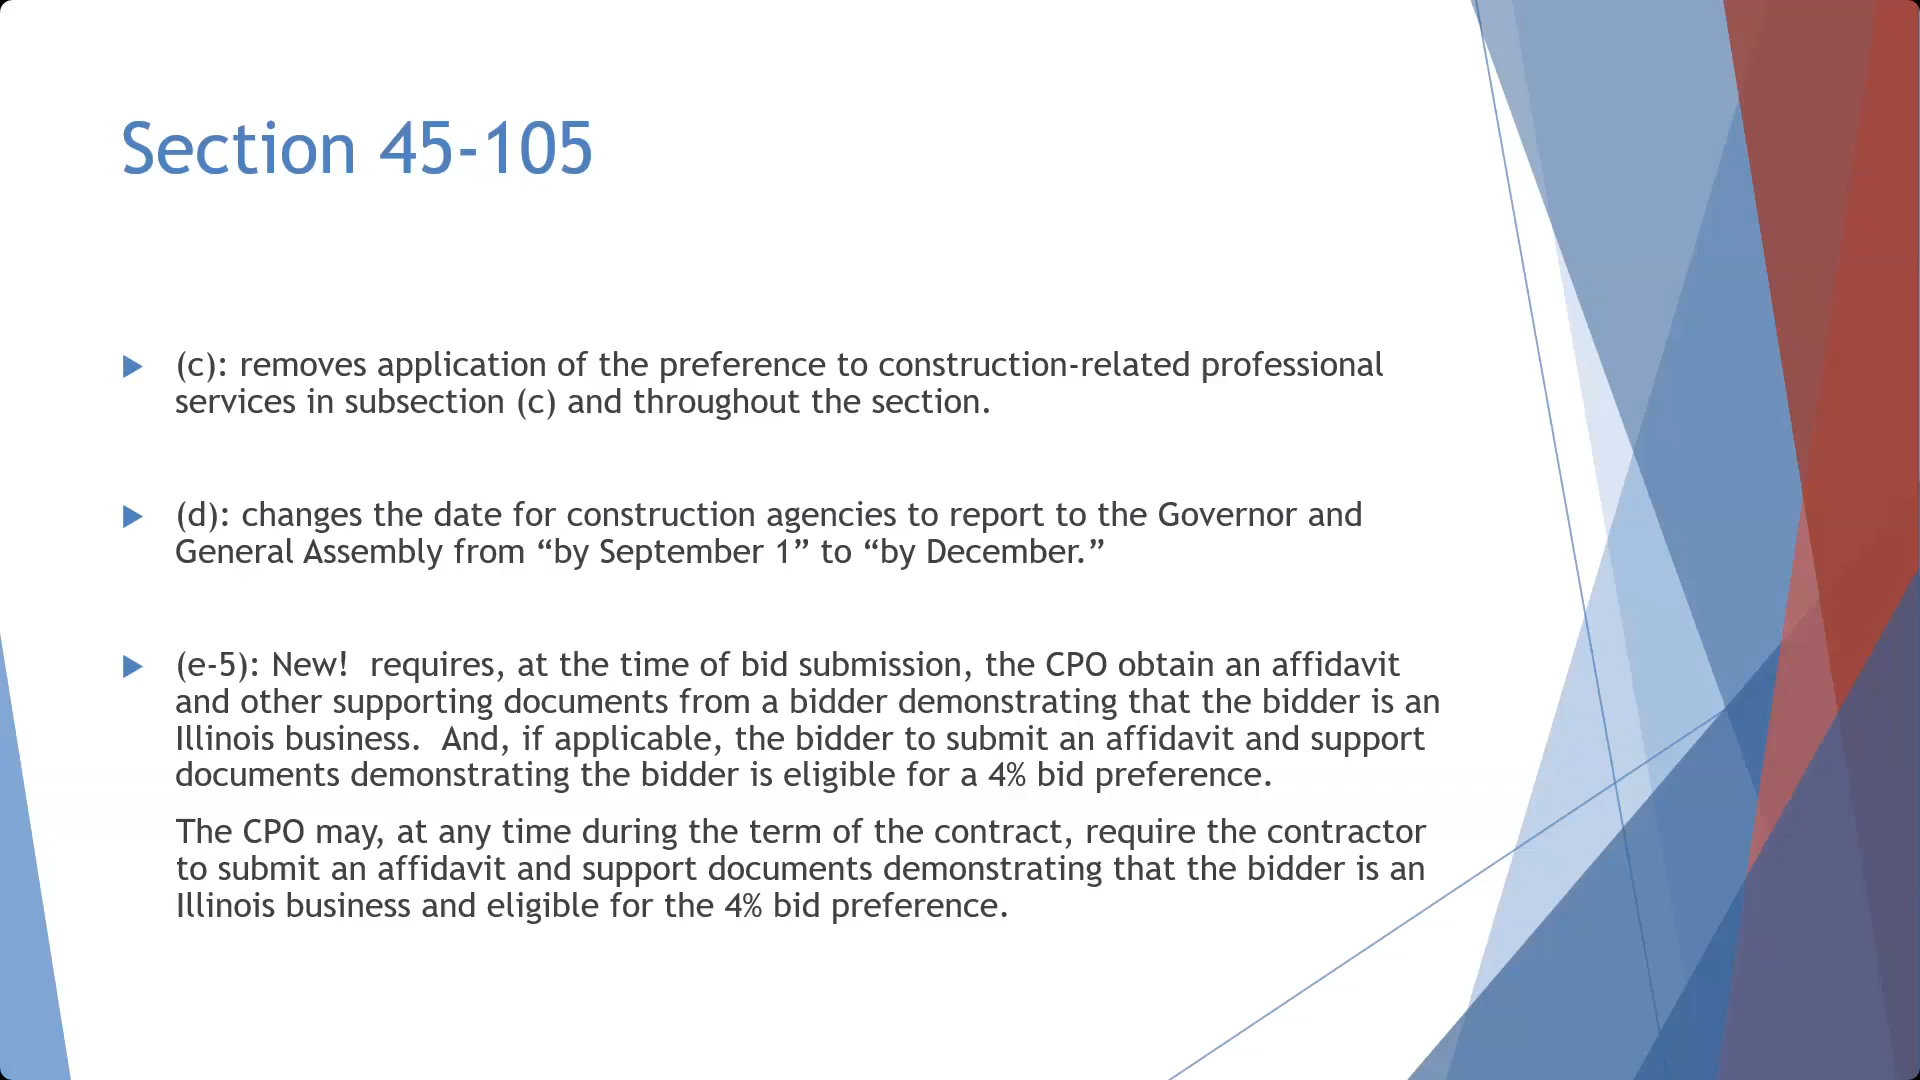 Section 45-105
(c): removes application of the preference to construction-related professional
services in subsection (c) and throughout the section.
(d): changes the date for construction agencies to report to the Governor and
General Assembly from “by September 1” to “by December.”
(e-5): New!  requires, at the time of bid submission, the CPO obtain an affidavit
and other supporting documents from a bidder demonstrating that the bidder is an
Illinois business.  And, if applicable, the bidder to submit an affidavit and support
documents demonstrating the bidder is eligible for a 4% bid preference.
The CPO may, at any time during the term of the contract, require the contractor
to submit an affidavit and support documents demonstrating that the bidder is an
Illinois business and eligible for the 4% bid preference.